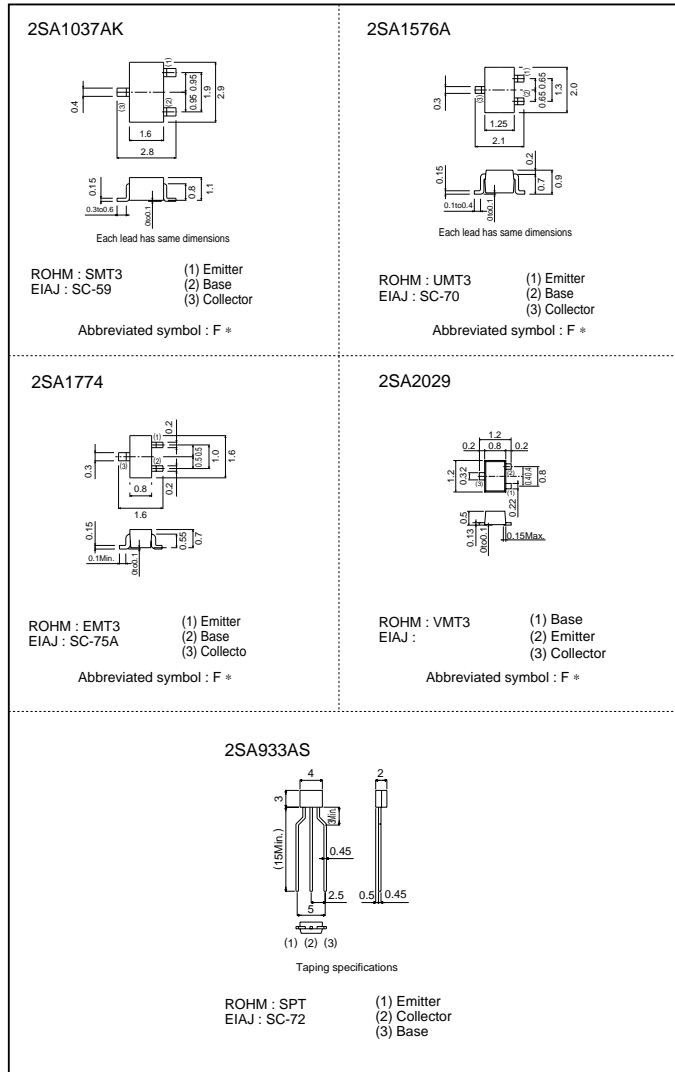 2SA1037AK
(1)
0.4
(3)
(2)
0.95 0.95
1.9
2.9
1.6
2.8
0.15
0.3to0.6
0to0.1
0.8
1.1
Each lead has same dimensions
ROHM : SMT3
EIAJ : SC-59
(1) Emitter
(2) Base
(3) Collector
Abbreviated symbol : F *
2SA1576A
(1)
0.3
(3)
(2)
0.65 0.65
1.3
2.0
1.25
2.1
0.2
0.15
0.1to0.4
0to0.1
0.7
0.9
Each lead has same dimensions
ROHM : UMT3
EIAJ : SC-70
(1) Emitter
(2) Base
(3) Collector
Abbreviated symbol : F *
2SA1774
0.2
(1)
0.3
(3)
(2)
0.5 0.5
1.0
1.6
0.8
0.2
1.6
0.15
0.1Min.
0to0.1
0.55
0.7
ROHM : EMT3
EIAJ : SC-75A
(1) Emitter
(2) Base
(3) Collecto
Abbreviated symbol : F *
2SA2029
1.2
0.2 0.8 0.2
1.2
0.32
(3)
(2)
(1)
0.4 0.4
0.8
0.22
0.5
0.13
0to0.1
0.15Max.
ROHM : VMT3
EIAJ :
(1) Base
(2) Emitter
(3) Collector
Abbreviated symbol : F *
2SA933AS
4
2
3
3Min.
(15Min.)
0.45
2.5
0.5 0.45
5
(1) (2) (3)
Taping specifications
ROHM : SPT
EIAJ : SC-72
(1) Emitter
(2) Collector
(3) Base